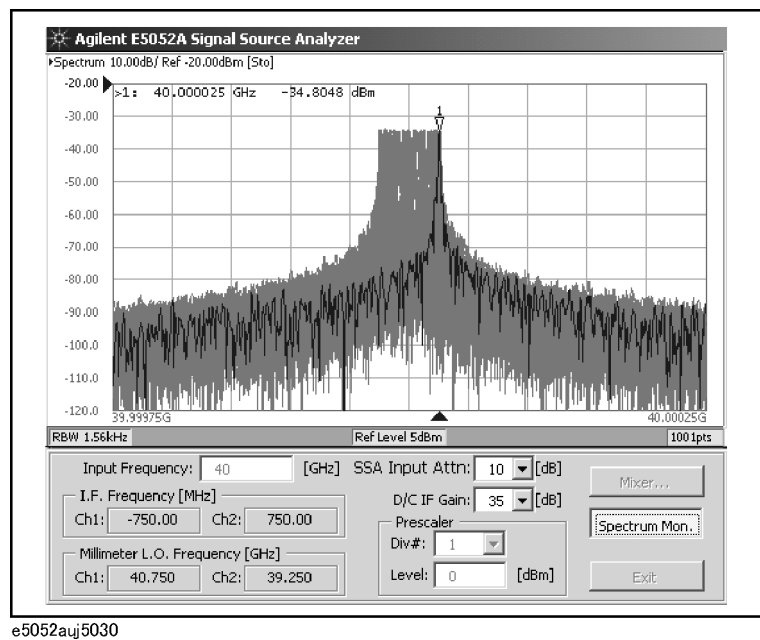 Agilent E5052A Signal Source Analyzer
Spectrum 10.00dB/ Ref -20.00dBm [Sto]
-20.00
>1: 40.000025 GHz -34.8048 dBm
1
-30.00
-40.00
-50.00
-60.00
-70.00
-80.00
-90.00
-100.0
-110.0
-120.0
39.99975G 40.00025G
RBW 1.56kHz Ref Level 5dBm 1001pts
Input Frequency: 40 [GHz] SSA Input Attn: 10 [dB] Mixer...
I.F. Frequency [MHz] D/C IF Gain: 35 [dB]
Ch1: -750.00 Ch2: 750.00 Prescaler Spectrum Mon.
Div#: 1
Millimeter L.O. Frequency [GHz]
Ch1: 40.750 Ch2: 39.250 Level: 0 [dBm] Exit
e5052auj5030